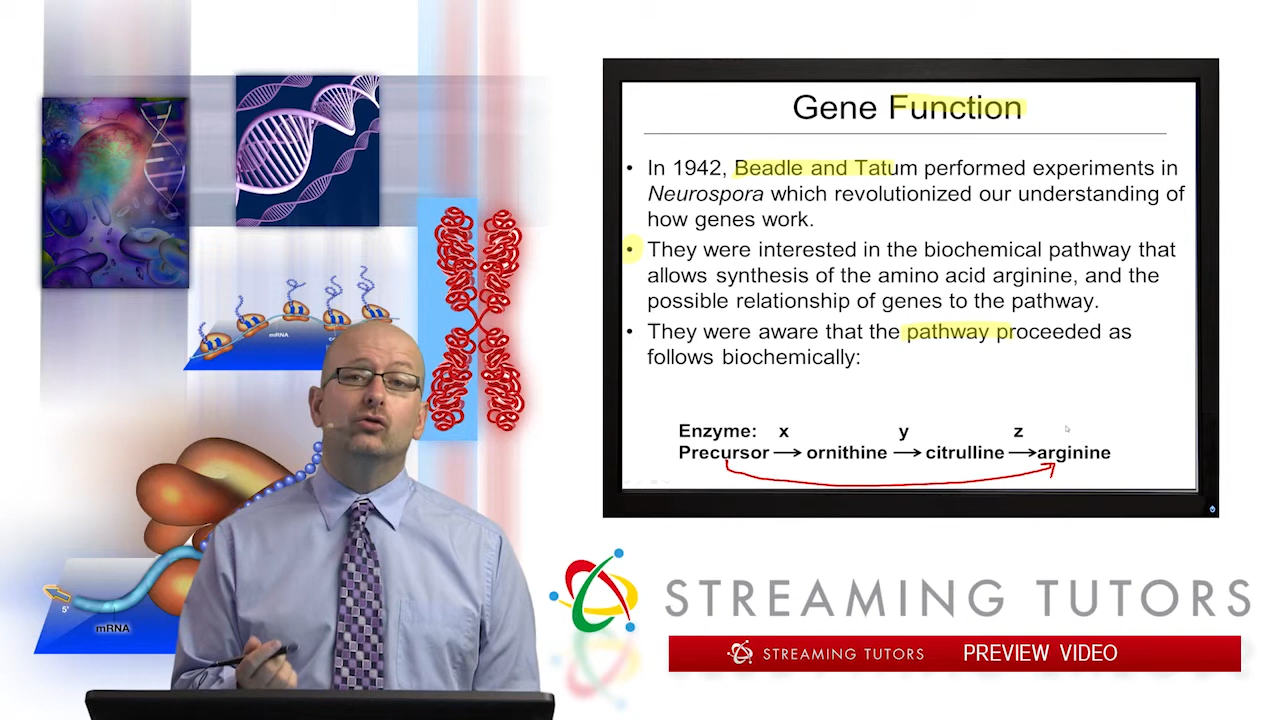 Gene Function
• In 1942, Beadle and Tatum performed experiments in
Neurospora which revolutionized our understanding of
how genes work.
• They were interested in the biochemical pathway that
allows synthesis of the amino acid arginine, and the
possible relationship of genes to the pathway.
• They were aware that the pathway proceeded as
follows biochemically:
Enzyme: x y z
Precursor → ornithine → citrulline → arginine
mRNA
5'
mRNA
STREAMING TUTORS
STREAMING TUTORS PREVIEW VIDEO